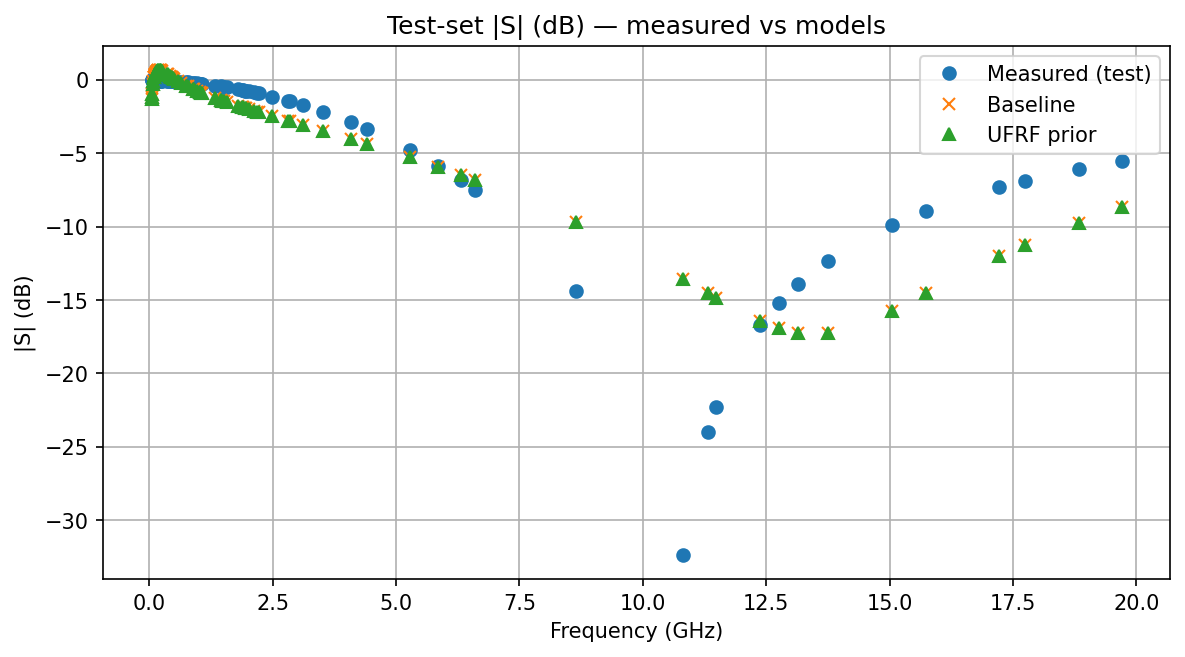 Test-set |S| (dB) — measured vs models
Measured (test)
Baseline
UFRF prior
0
−5
−10
−15
−20
−25
−30
|S| (dB)
0.0 2.5 5.0 7.5 10.0 12.5 15.0 17.5 20.0
Frequency (GHz)